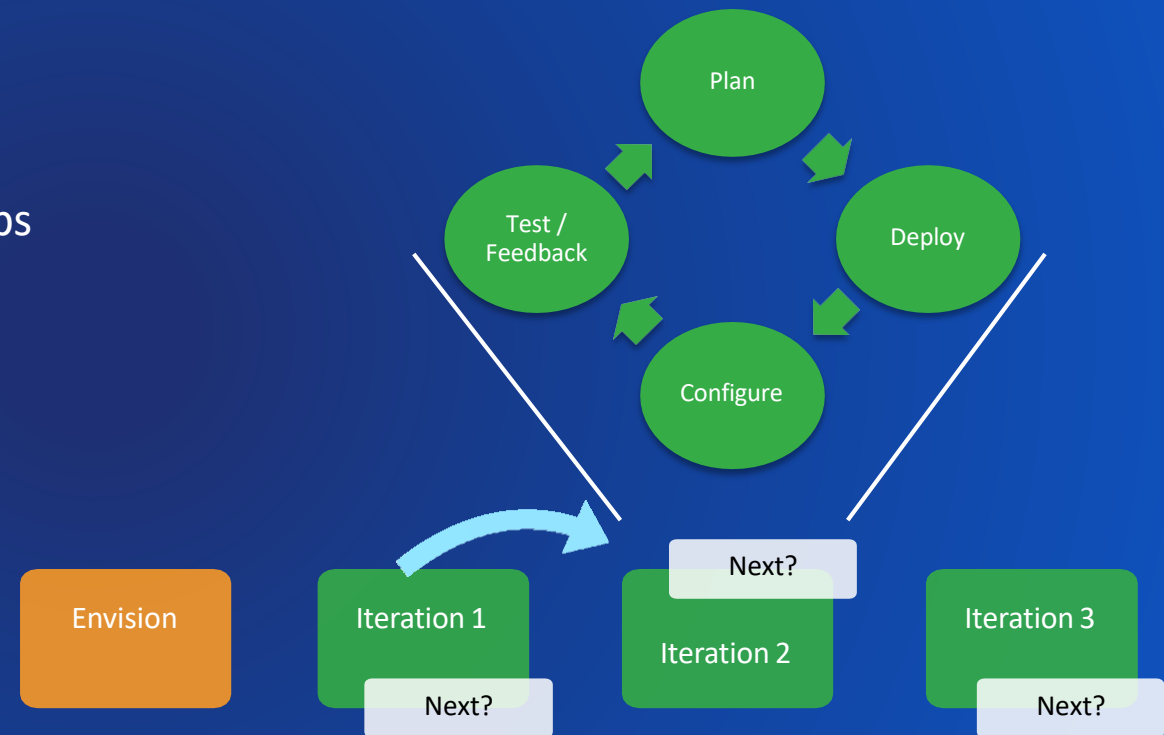 Plan
Test /
Feedback
Deploy
Configure
Next?
Envision
Iteration 1
Iteration 2
Iteration 3
Next?
Next?